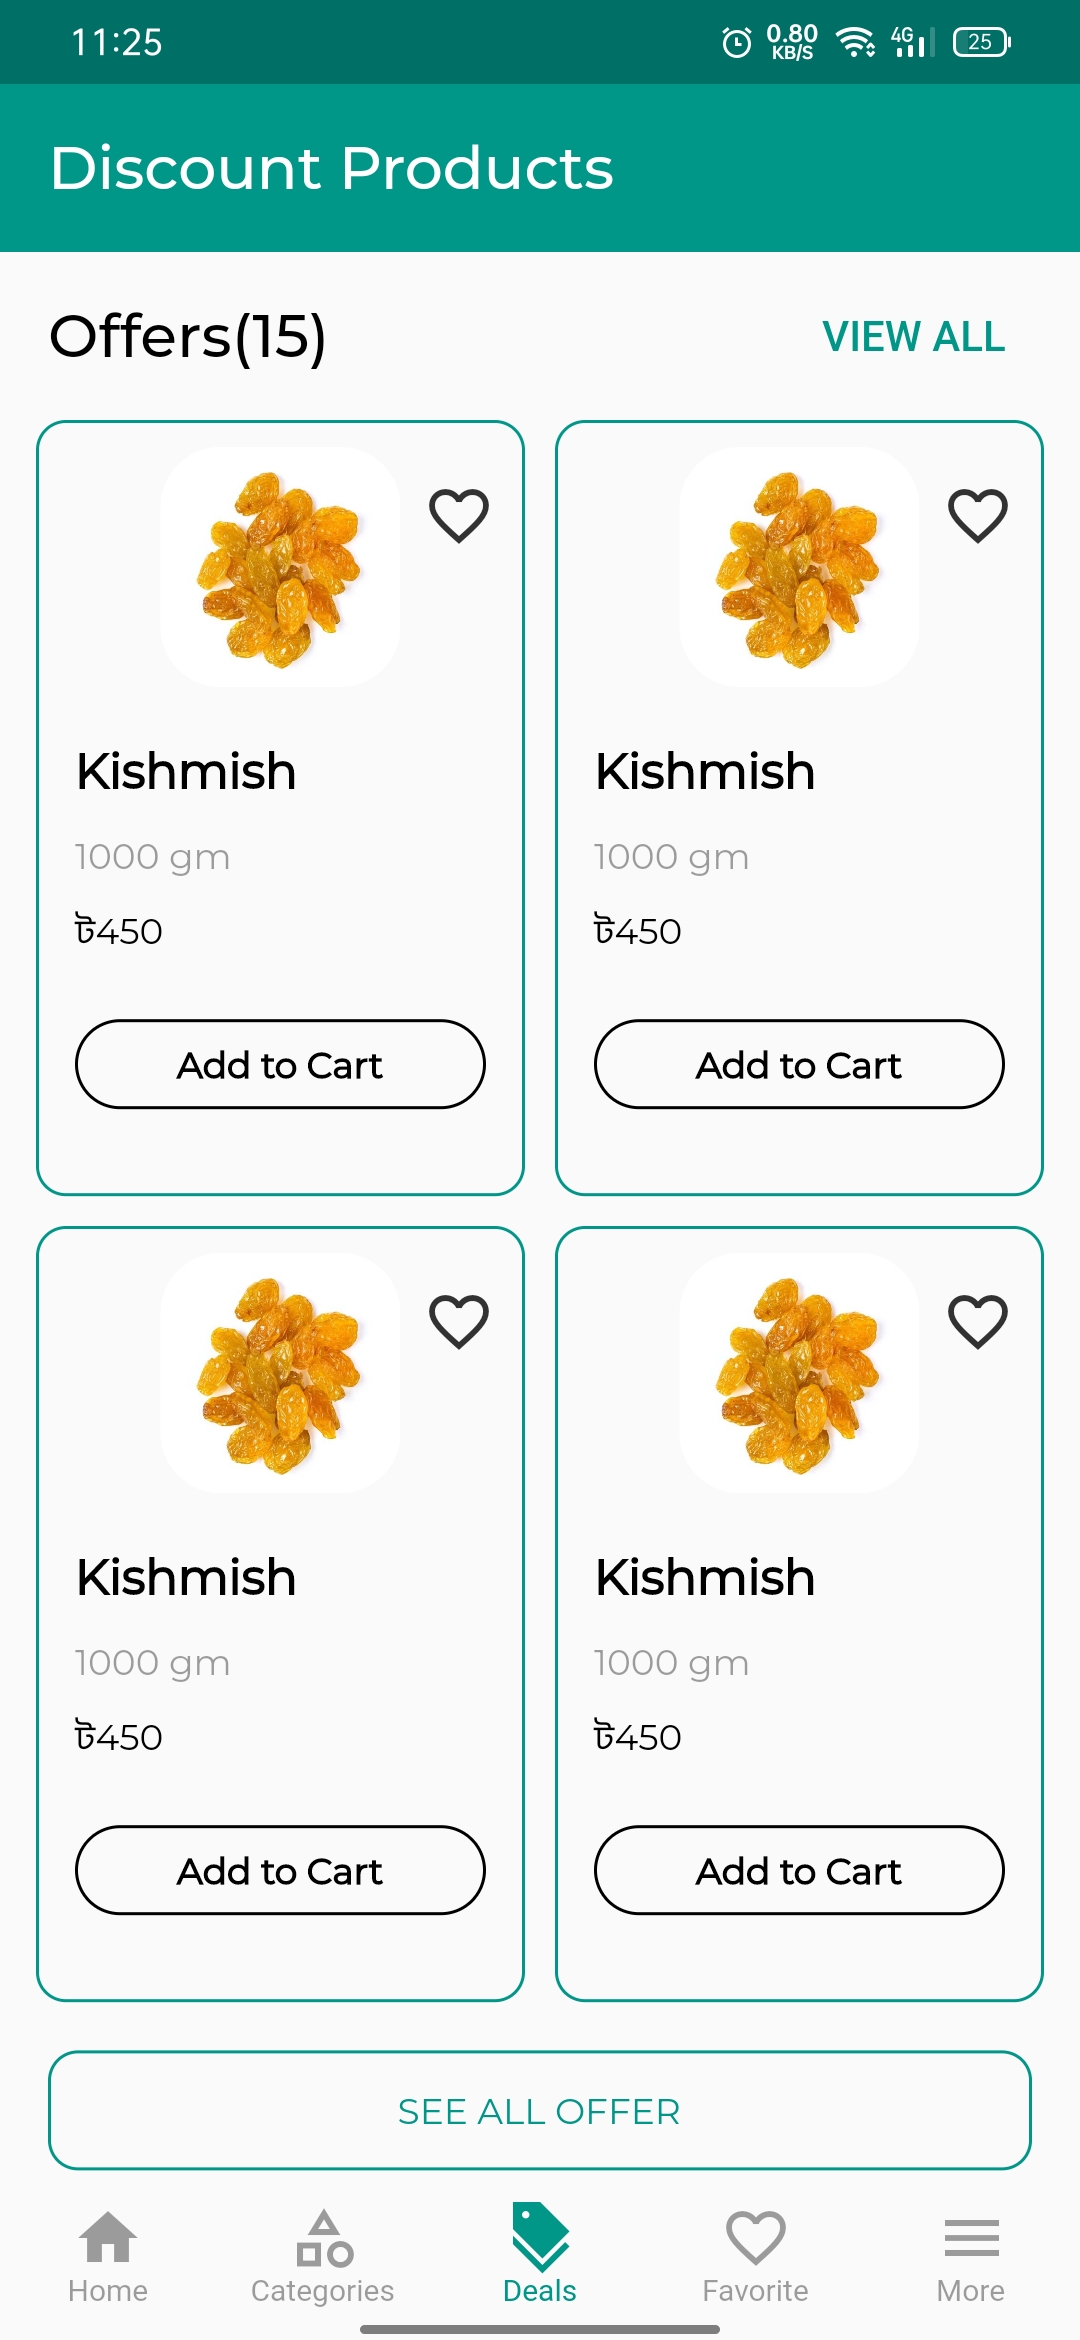 11:25
0.80 KB/S 4G 25
Discount Products
Offers(15) VIEW ALL
Kishmish Kishmish
1000 gm 1000 gm
৳450 ৳450
Add to Cart Add to Cart
Kishmish Kishmish
1000 gm 1000 gm
৳450 ৳450
Add to Cart Add to Cart
SEE ALL OFFER
Home Categories Deals Favorite More